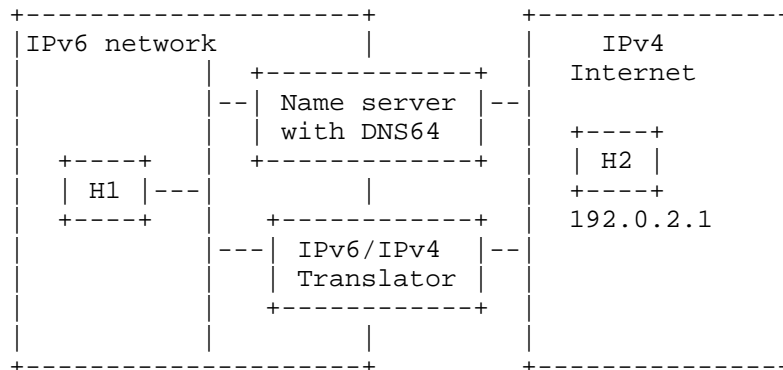 IPv6 network
IPv4
Internet
Name server
with DNS64
H1
H2
192.0.2.1
IPv6/IPv4
Translator